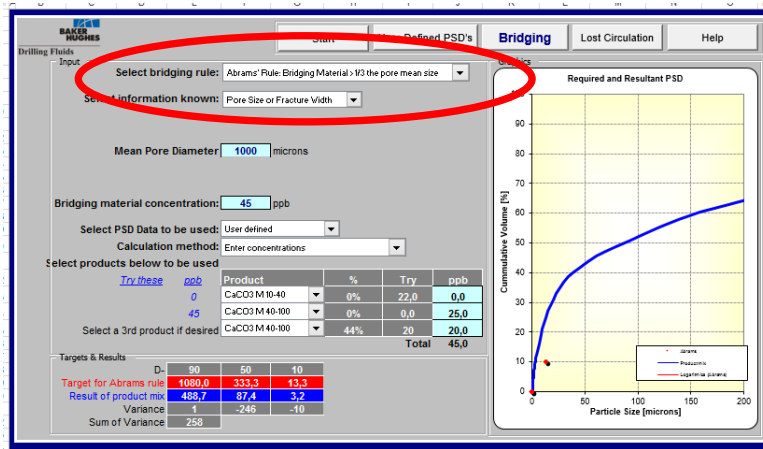 BAKER
HUGHES
Drilling Fluids
Defined PSD's
Bridging
Lost Circulation
Help
Input
Graphics
Select bridging rule: Abrams' Rule: Bridging Material >1/3 the pore mean size
Select information known: Pore Size or Fracture Width
Mean Pore Diameter 1000 microns
Bridging material concentration: 45 ppb
Select PSD Data to be used: User defined
Calculation method: Enter concentrations
Select products below to be used
Try these ppb Product % Try ppb
0 CaCO3 M 10-40 0% 22,0 0,0
45 CaCO3 M 40-100 0% 0,0 25,0
Select a 3rd product if desired CaCO3 M 40-100 44% 20 20,0
Total 45,0
Targets & Results
D- 90 50 10
Target for Abrams rule 1080,0 333,3 13,3
Result of product mix 488,7 87,4 3,2
Variance 1 -246 -10
Sum of Variance 258
Required and Resultant PSD
Cummulative Volume [%]
90
80
70
60
50
40
30
20
10
0
0 50 100 150 200
Particle Size [microns]
Abrams
Productmix
Logaritmisa (Abrams)